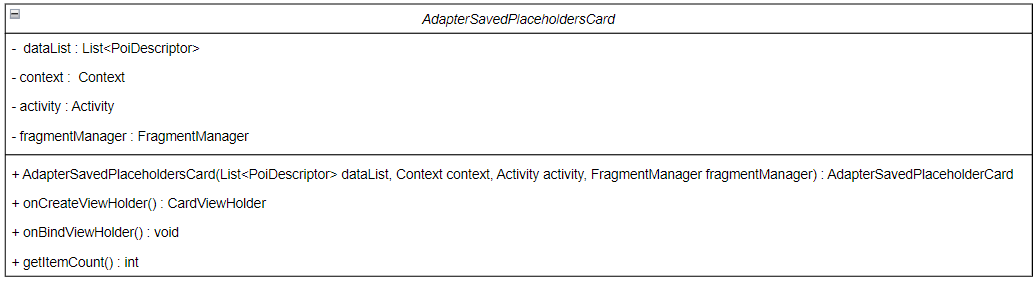 AdapterSavedPlaceholdersCard
- dataList : List<PoiDescriptor>
- context : Context
- activity : Activity
- fragmentManager : FragmentManager
+ AdapterSavedPlaceholdersCard(List<PoiDescriptor> dataList, Context context, Activity activity, FragmentManager fragmentManager) : AdapterSavedPlaceholderCard
+ onCreateViewHolder() : CardViewHolder
+ onBindViewHolder() : void
+ getItemCount() : int